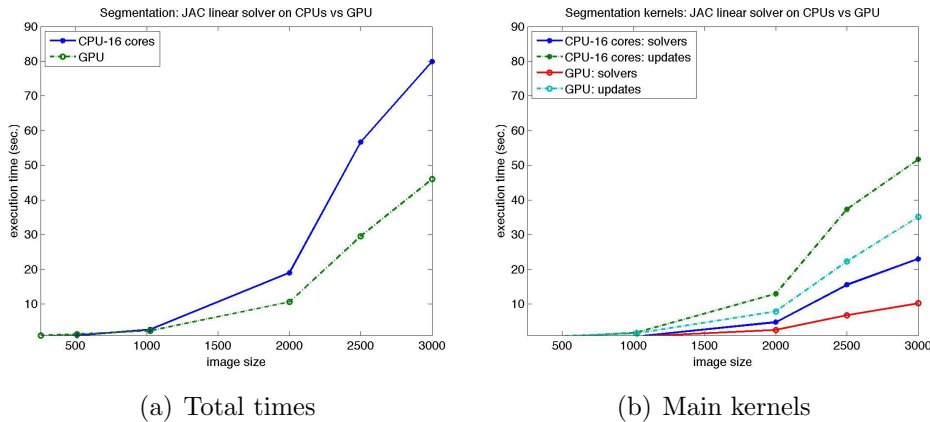 Segmentation: JAC linear solver on CPUs vs GPU
CPU-16 cores
GPU
execution time (sec.)
90
80
70
60
50
40
30
20
10
500
1000
1500
2000
2500
3000
image size
(a) Total times
Segmentation kernels: JAC linear solver on CPUs vs GPU
CPU-16 cores: solvers
CPU-16 cores: updates
GPU: solvers
GPU: updates
execution time (sec.)
90
80
70
60
50
40
30
20
10
500
1000
1500
2000
2500
3000
image size
(b) Main kernels